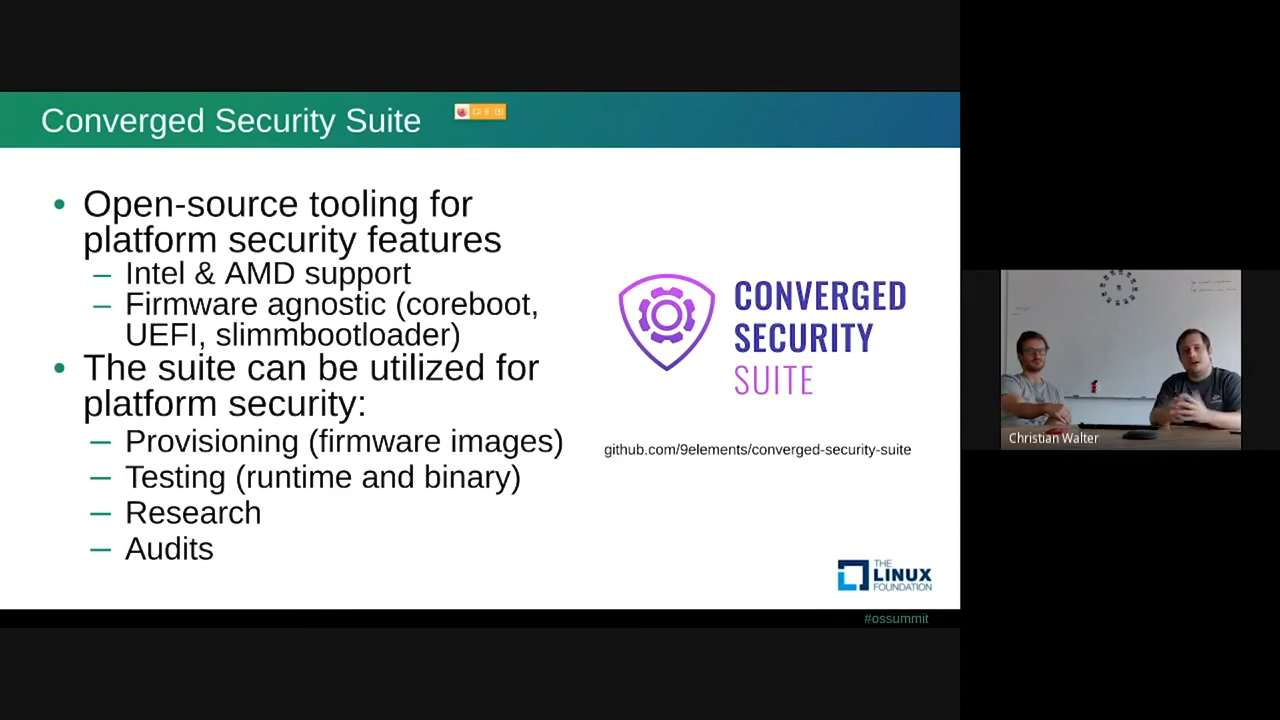 Converged Security Suite
Open-source tooling for
platform security features
Intel & AMD support
Firmware agnostic (coreboot,
UEFI, slimmbootloader)
The suite can be utilized for
platform security:
Provisioning (firmware images)
Testing (runtime and binary)
Research
Audits
CONVERGED
SECURITY
SUITE
github.com/9elements/converged-security-suite
THE
LINUX
FOUNDATION
#ossummit
Christian Walter